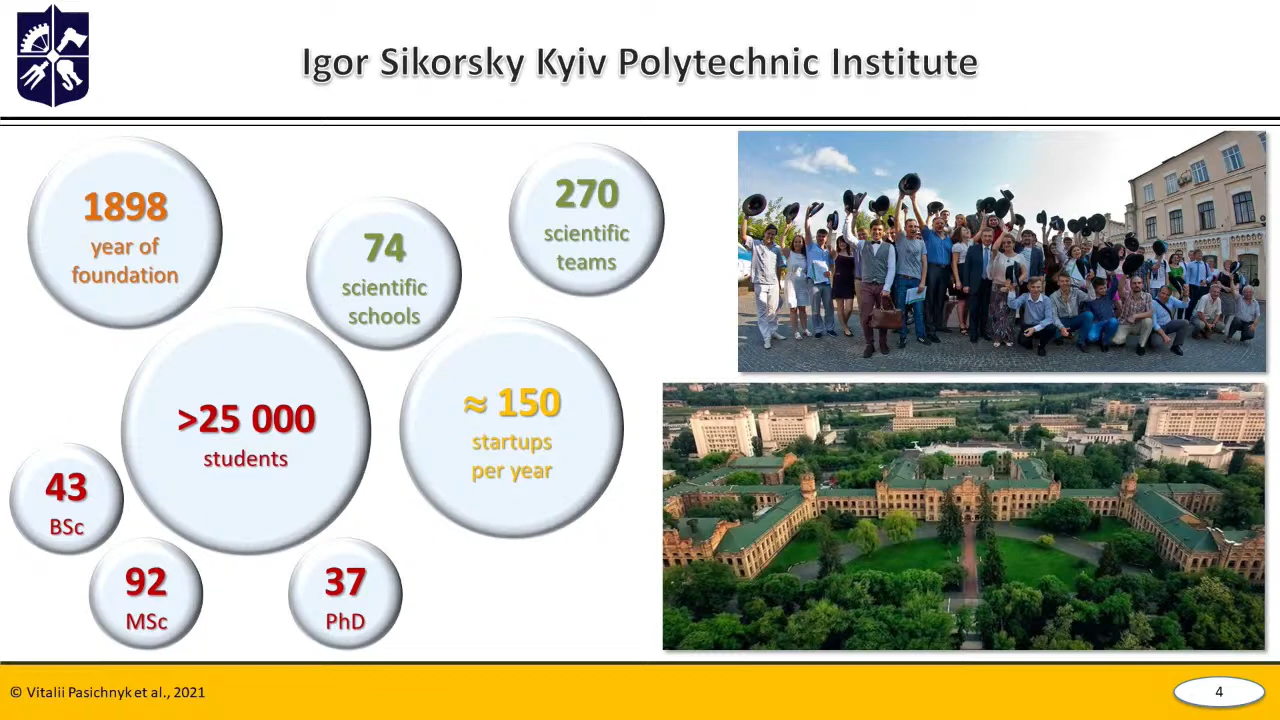 Igor Sikorsky Kyiv Polytechnic Institute
1898
year of
foundation
74
scientific
schools
270
scientific
teams
>25 000
students
≈ 150
startups
per year
43
BSc
92
MSc
37
PhD
© Vitalii Pasichnyk et al., 2021
4